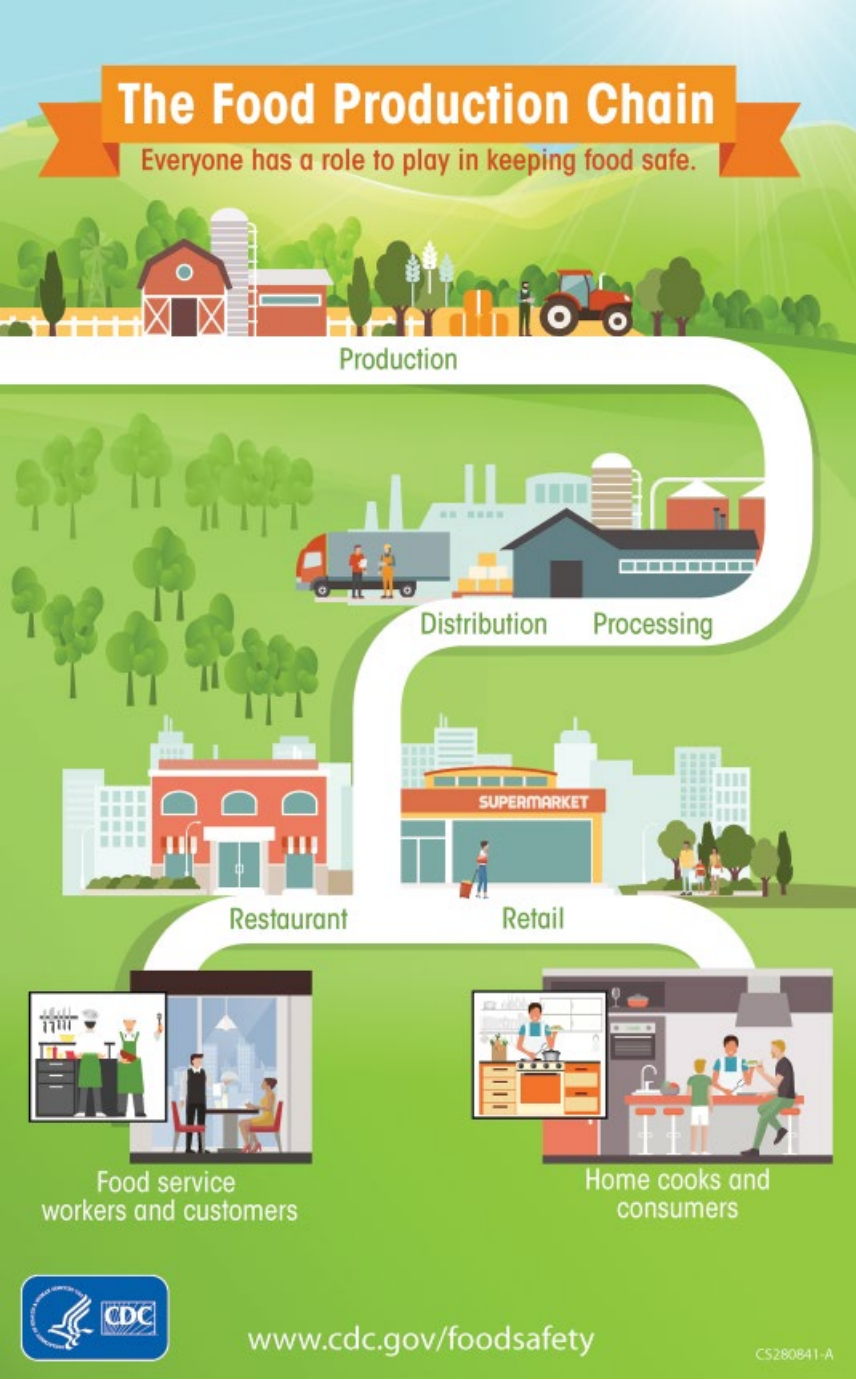 The Food Production Chain
Everyone has a role to play in keeping food safe.
Production
Distribution
Processing
SUPERMARKET
Restaurant
Retail
Food service
workers and customers
Home cooks and
consumers
CDC
www.cdc.gov/foodsafety
CS280841-A